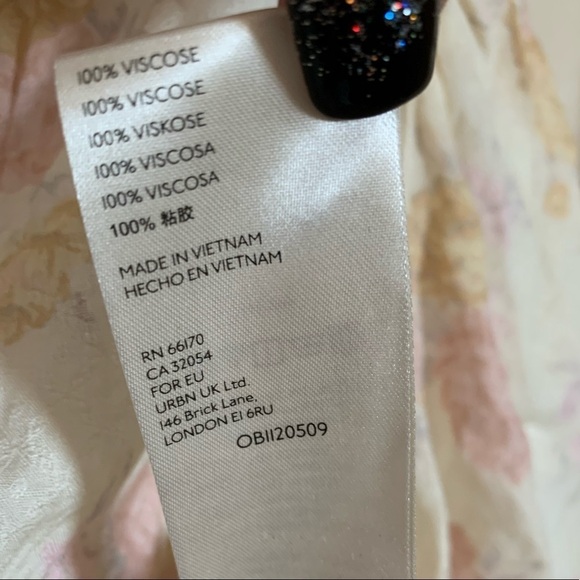 100% VISCOSE
100% VISCOSE
100% VISKOSE
100% VISCOSA
100% VISCOSA
100% 粘胶
MADE IN VIETNAM
HECHO EN VIETNAM
RN 66170
CA 32054
FOR EU
URBN UK Ltd.
146 Brick Lane,
LONDON E1 6RU
OB1120509